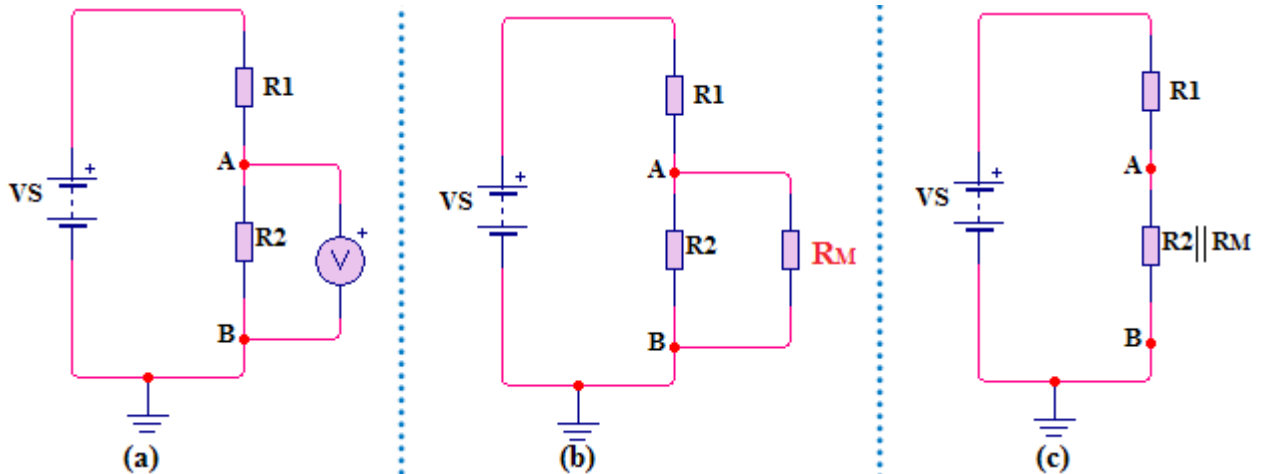 R1
A
VS
+
R2
+
V
B
(a)
R1
A
VS
+
R2
RM
B
(b)
R1
A
VS
+
R2||RM
B
(c)